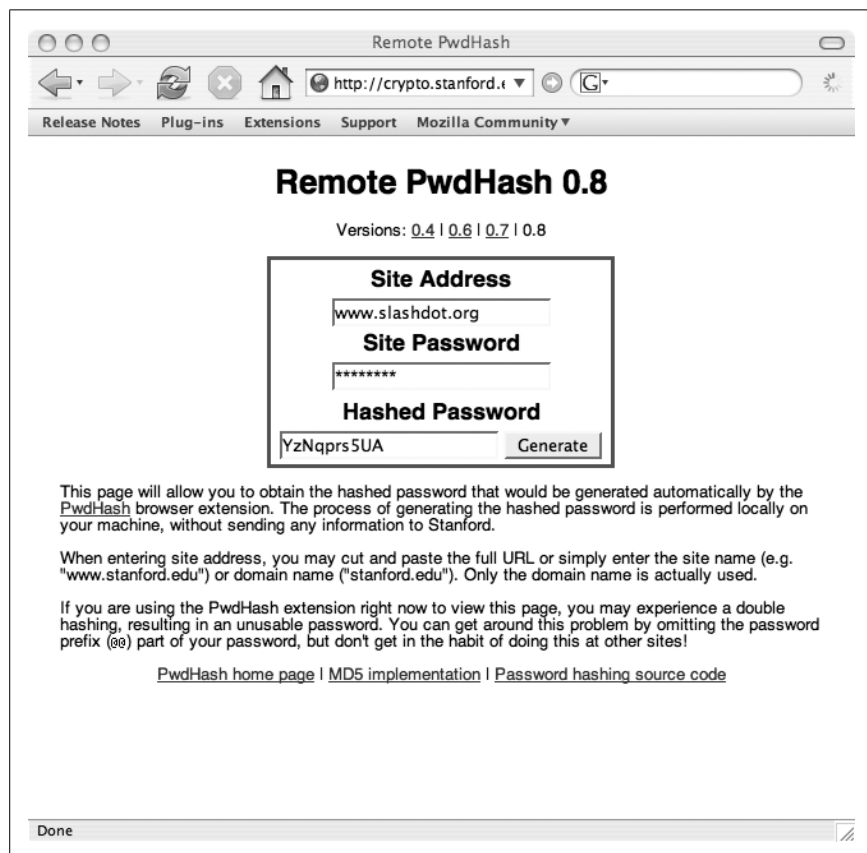 Remote PwdHash
http://crypto.stanford.e
G
Release Notes Plug-ins Extensions Support Mozilla Community
Remote PwdHash 0.8
Versions: 0.4 | 0.6 | 0.7 | 0.8
Site Address
www.slashdot.org
Site Password
********
Hashed Password
YzNqprs5UA Generate
This page will allow you to obtain the hashed password that would be generated automatically by the
PwdHash browser extension. The process of generating the hashed password is performed locally on
your machine, without sending any information to Stanford.
When entering site address, you may cut and paste the full URL or simply enter the site name (e.g.
"www.stanford.edu") or domain name ("stanford.edu"). Only the domain name is actually used.
If you are using the PwdHash extension right now to view this page, you may experience a double
hashing, resulting in an unusable password. You can get around this problem by omitting the password
prefix (@@) part of your password, but don't get in the habit of doing this at other sites!
PwdHash home page | MD5 implementation | Password hashing source code
Done